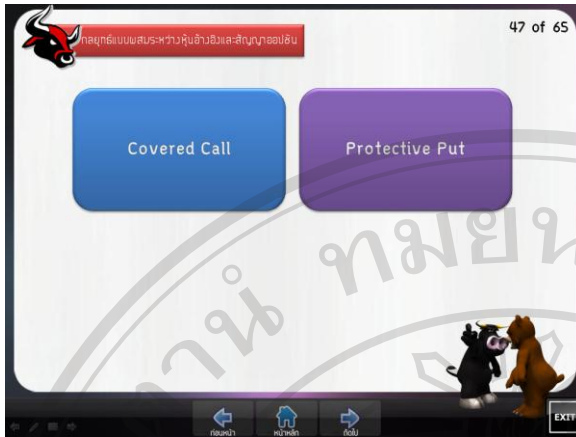 กลยุทธ์แบบผสมระหว่างหุ้นอ้างอิงและสัญญาออปชัน
47 of 65
Covered Call
Protective Put
ก่อนหน้า
หน้าหลัก
ถัดไป
EXIT